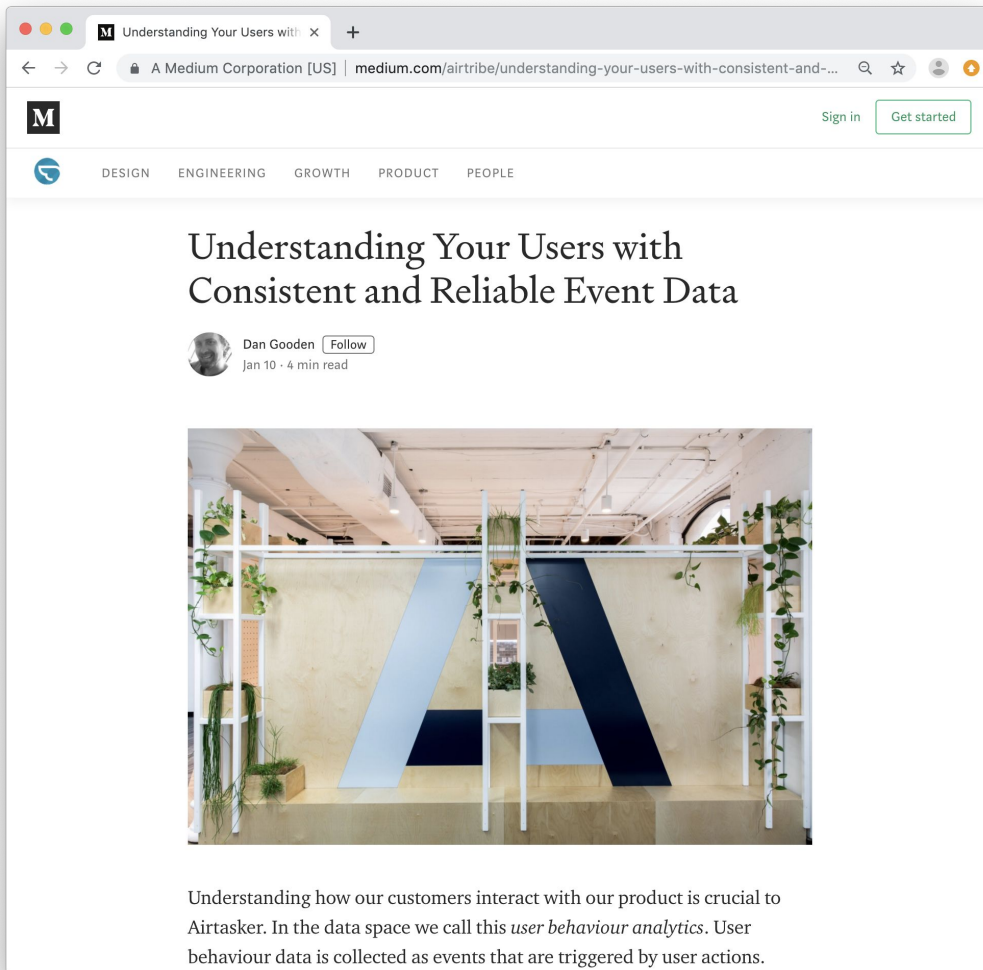 Understanding Your Users with
A Medium Corporation [US] | medium.com/airtribe/understanding-your-users-with-consistent-and-...
M
Sign in
Get started
DESIGN ENGINEERING GROWTH PRODUCT PEOPLE
Understanding Your Users with
Consistent and Reliable Event Data
Dan Gooden Follow
Jan 10 · 4 min read
Understanding how our customers interact with our product is crucial to
Airtasker. In the data space we call this user behaviour analytics. User
behaviour data is collected as events that are triggered by user actions.